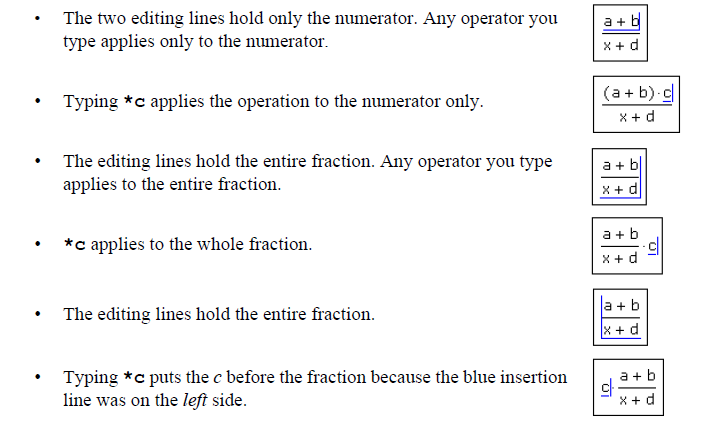 • The two editing lines hold only the numerator. Any operator you
type applies only to the numerator.
a + b
x + d
• Typing *c applies the operation to the numerator only.
(a + b) · c
x + d
• The editing lines hold the entire fraction. Any operator you type
applies to the entire fraction.
a + b
x + d
• *c applies to the whole fraction.
a + b
x + d
· c
• The editing lines hold the entire fraction.
a + b
x + d
• Typing *c puts the c before the fraction because the blue insertion
line was on the left side.
c ·
a + b
x + d